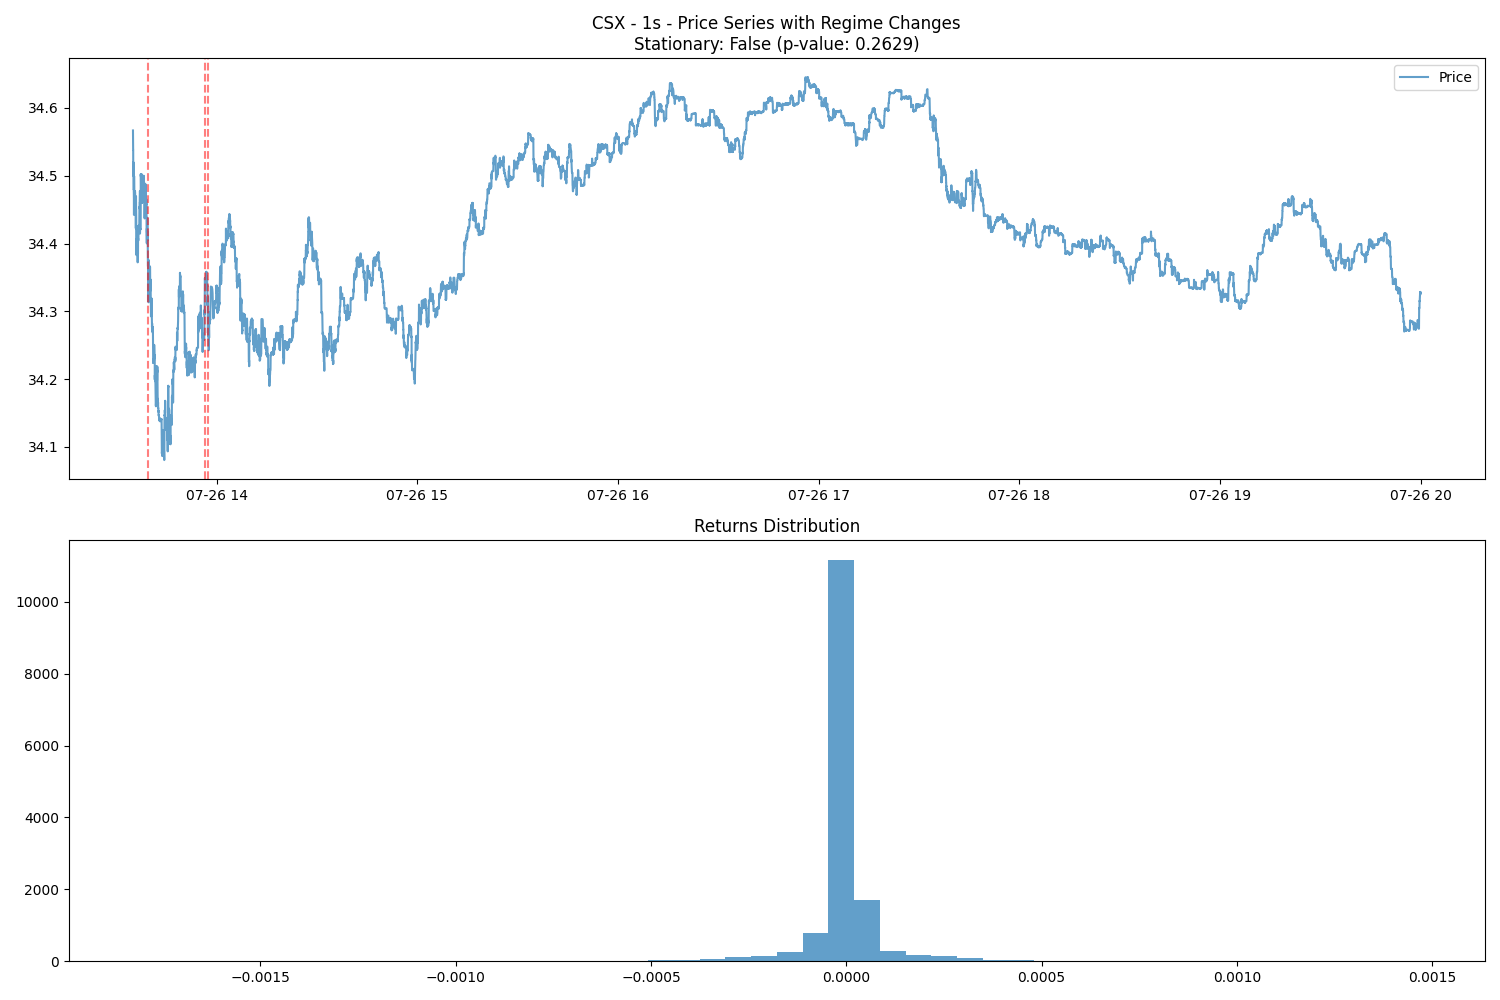 CSX - 1s - Price Series with Regime Changes
Stationary: False (p-value: 0.2629)
Price
34.6
34.5
34.4
34.3
34.2
34.1
07-26 14 07-26 15 07-26 16 07-26 17 07-26 18 07-26 19 07-26 20
Returns Distribution
10000
8000
6000
4000
2000
0
−0.0015 −0.0010 −0.0005 0.0000 0.0005 0.0010 0.0015